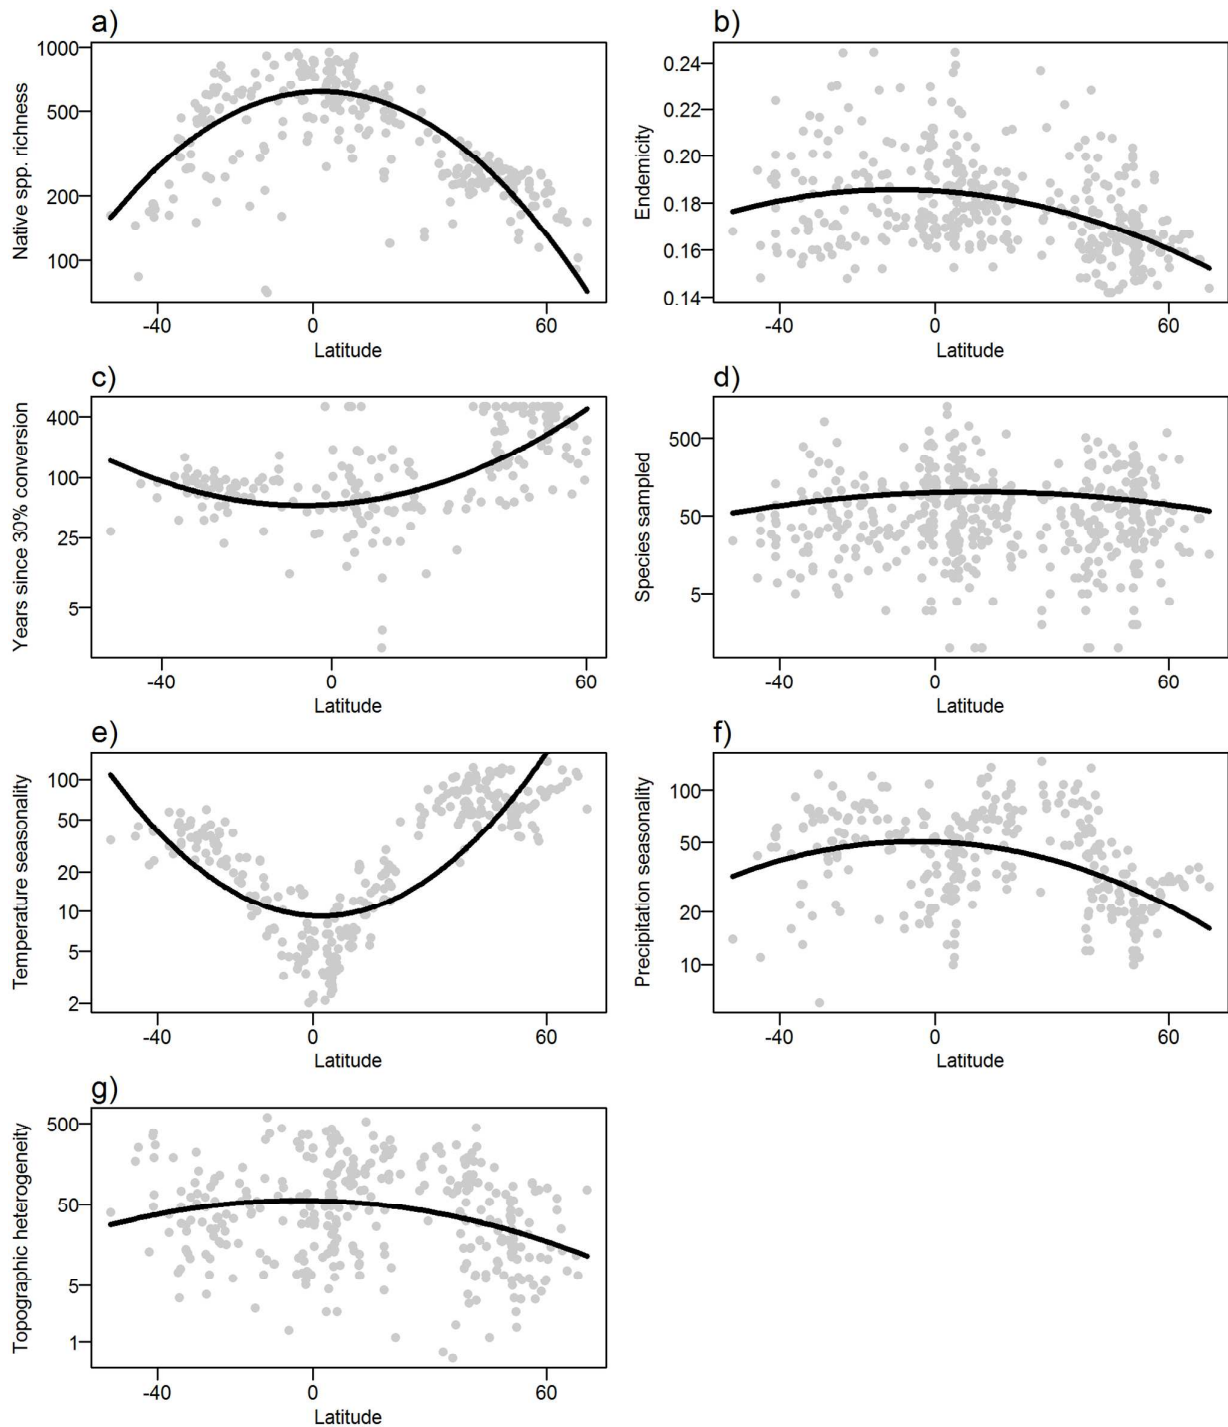 a)
Native spp. richness
1000
500
200
100
-40 0 60
Latitude
b)
Endemicity
0.24
0.22
0.20
0.18
0.16
0.14
-40 0 60
Latitude
c)
Years since 30% conversion
400
100
25
5
-40 0 60
Latitude
d)
Species sampled
500
50
5
-40 0 60
Latitude
e)
Temperature seasonality
100
50
20
10
5
2
-40 0 60
Latitude
f)
Precipitation seasonality
100
50
20
10
-40 0 60
Latitude
g)
Topographic heterogeneity
500
50
5
1
-40 0 60
Latitude